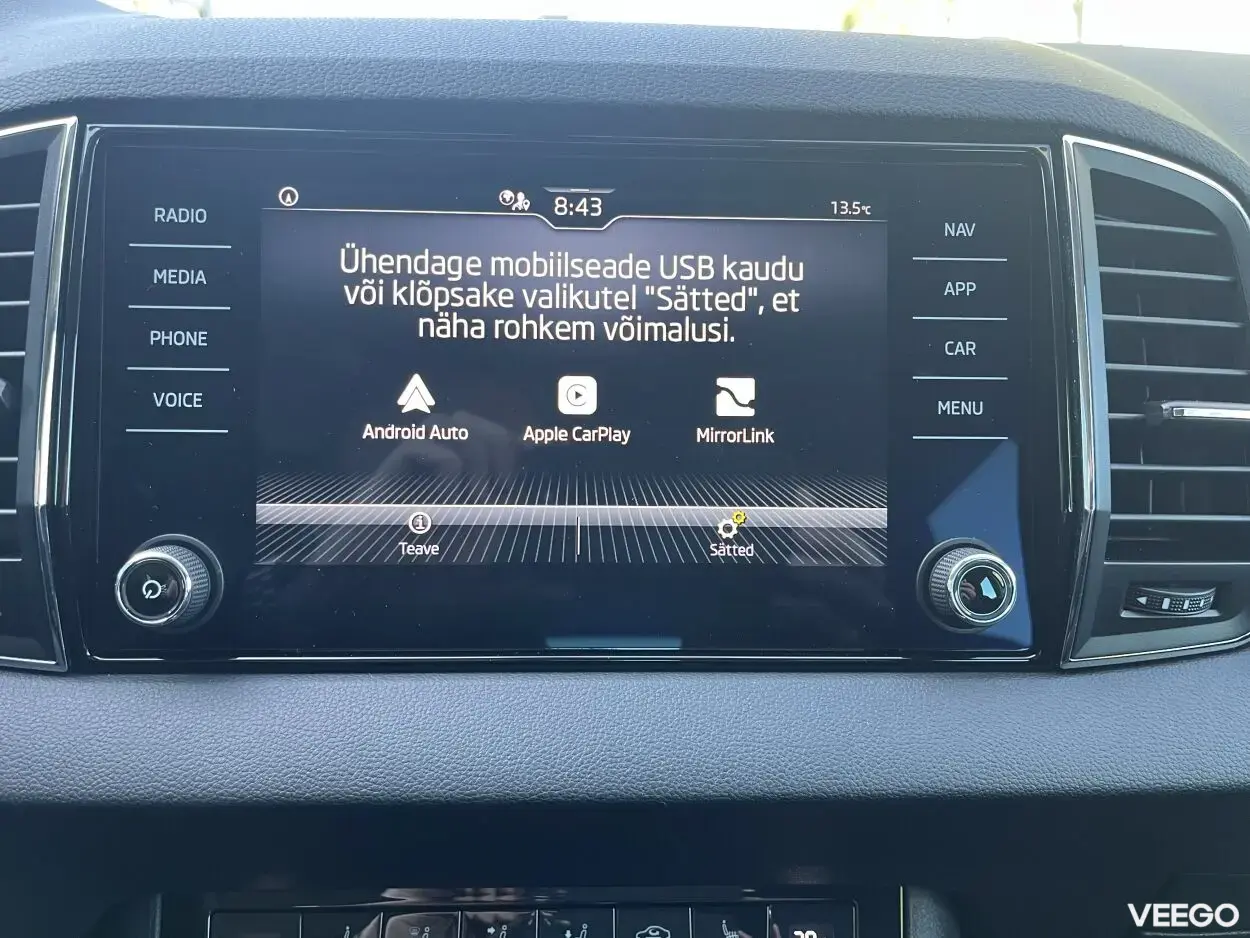 8:43
13.5°C
RADIO
MEDIA
PHONE
VOICE
Ühendage mobiilseade USB kaudu
või klõpsake valikutel "Sätted", et
näha rohkem võimalusi.
Android Auto
Apple CarPlay
MirrorLink
Teave
Sätted
NAV
APP
CAR
MENU
VEEGO